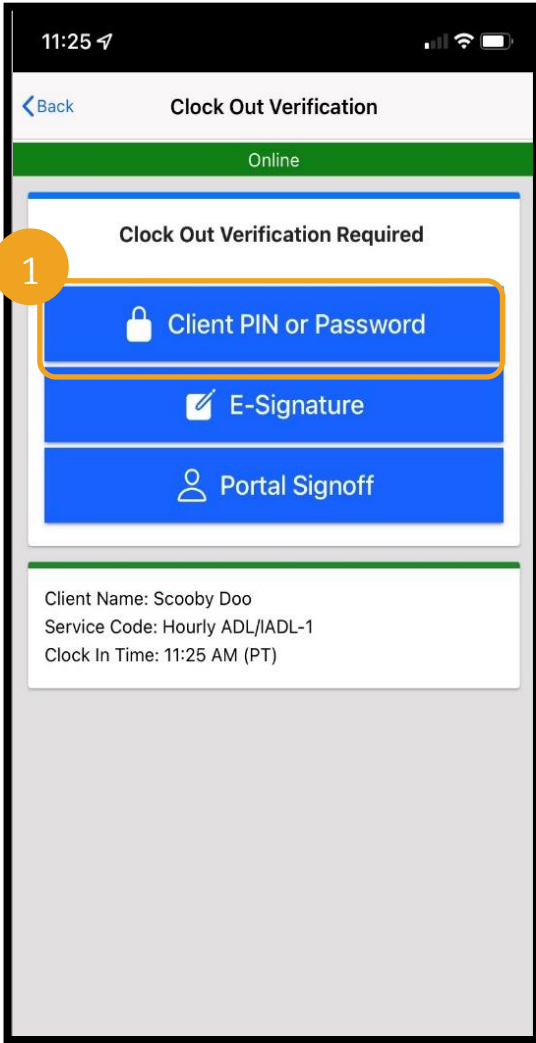 11:25
Back Clock Out Verification
Online
Clock Out Verification Required
1
Client PIN or Password
E-Signature
Portal Signoff
Client Name: Scooby Doo
Service Code: Hourly ADL/IADL-1
Clock In Time: 11:25 AM (PT)